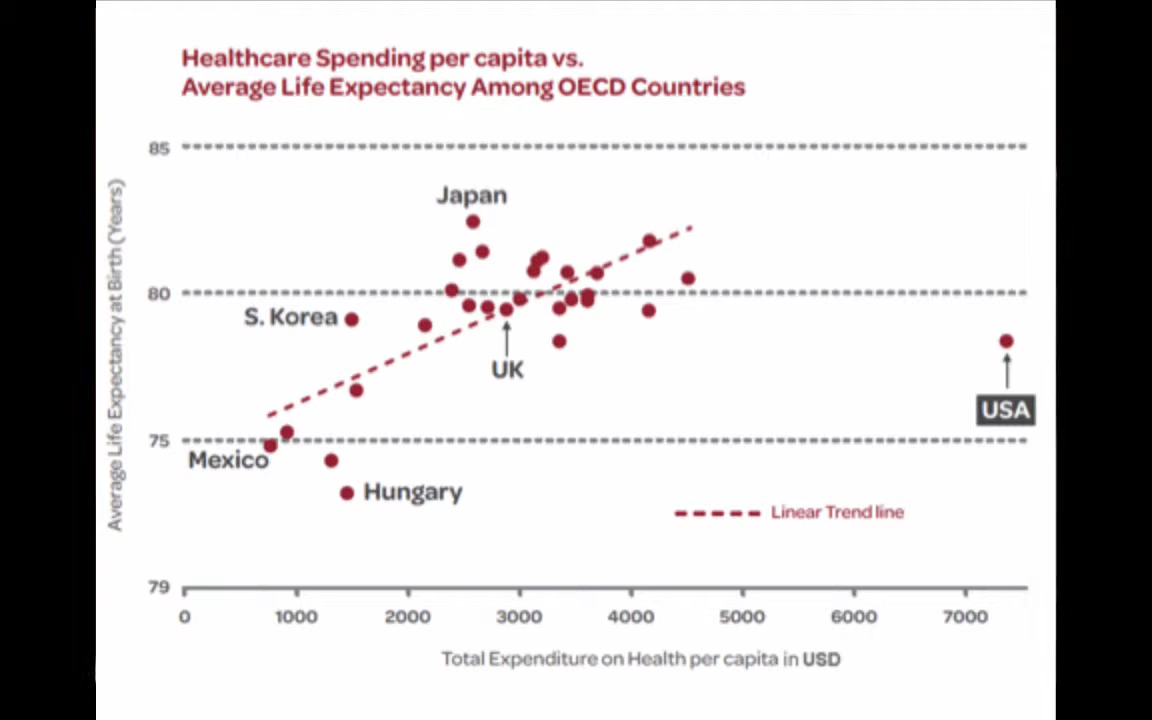 Healthcare Spending per capita vs.
Average Life Expectancy Among OECD Countries
Average Life Expectancy at Birth (Years)
85
Japan
80
S. Korea
UK
USA
75
Mexico
Hungary
Linear Trend line
79
0 1000 2000 3000 4000 5000 6000 7000
Total Expenditure on Health per capita in USD